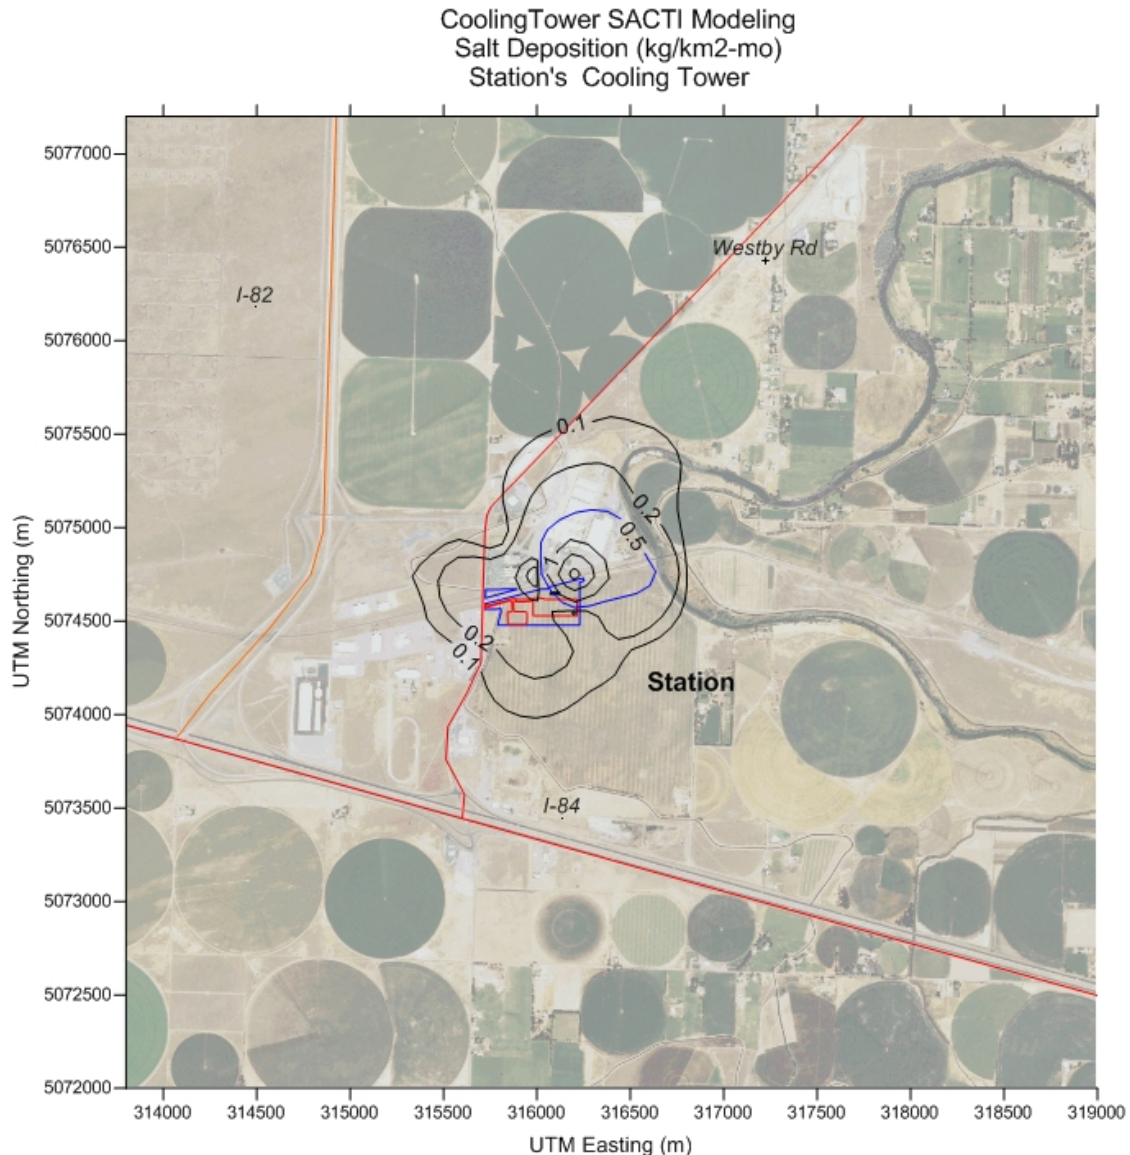 CoolingTower SACTI Modeling
Salt Deposition (kg/km2-mo)
Station's Cooling Tower
5077000
5076500
Westby Rd
I-82
5076000
5075500
0.1
0.2
5075000
0.5
1
5074500
0.2
0.1
UTM Northing (m)
Station
5074000
5073500
I-84
5073000
5072500
5072000
314000 314500 315000 315500 316000 316500 317000 317500 318000 318500 319000
UTM Easting (m)